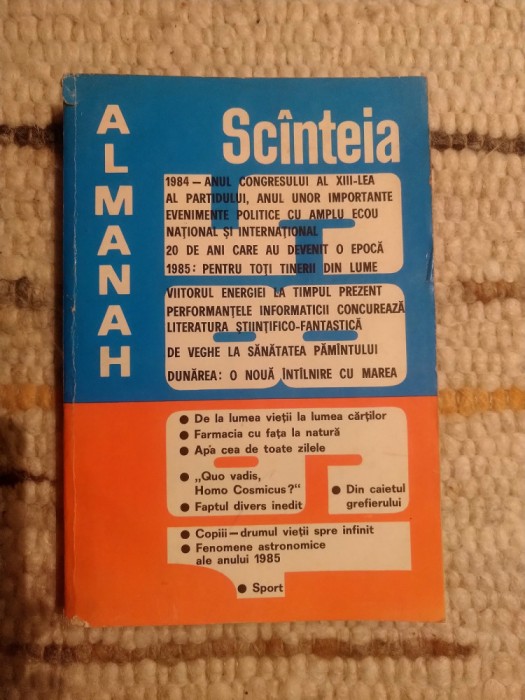 ALMANAH
Scînteia
1984 — ANUL CONGRESULUI AL XIII-LEA
AL PARTIDULUI, ANUL UNOR IMPORTANTE
EVENIMENTE POLITICE CU AMPLU ECOU
NAȚIONAL ȘI INTERNAȚIONAL
20 DE ANI CARE AU DEVENIT O EPOCĂ
1985: PENTRU TOȚI TINERII DIN LUME
VIITORUL ENERGIEI LA TIMPUL PREZENT
PERFORMANȚELE INFORMATICII CONCUREAZĂ
LITERATURA ȘTIINȚIFICO-FANTASTICĂ
DE VEGHE LA SĂNĂTATEA PĂMÎNTULUI
DUNĂREA: O NOUĂ ÎNTÎLNIRE CU MAREA
● De la lumea vieții la lumea cărților
● Farmacia cu fața la natură
● Apa cea de toate zilele
● „Quo vadis,
Homo Cosmicus?"
● Faptul divers inedit
● Din caietul
grefierului
● Copiii — drumul vieții spre infinit
● Fenomene astronomice
ale anului 1985
● Sport